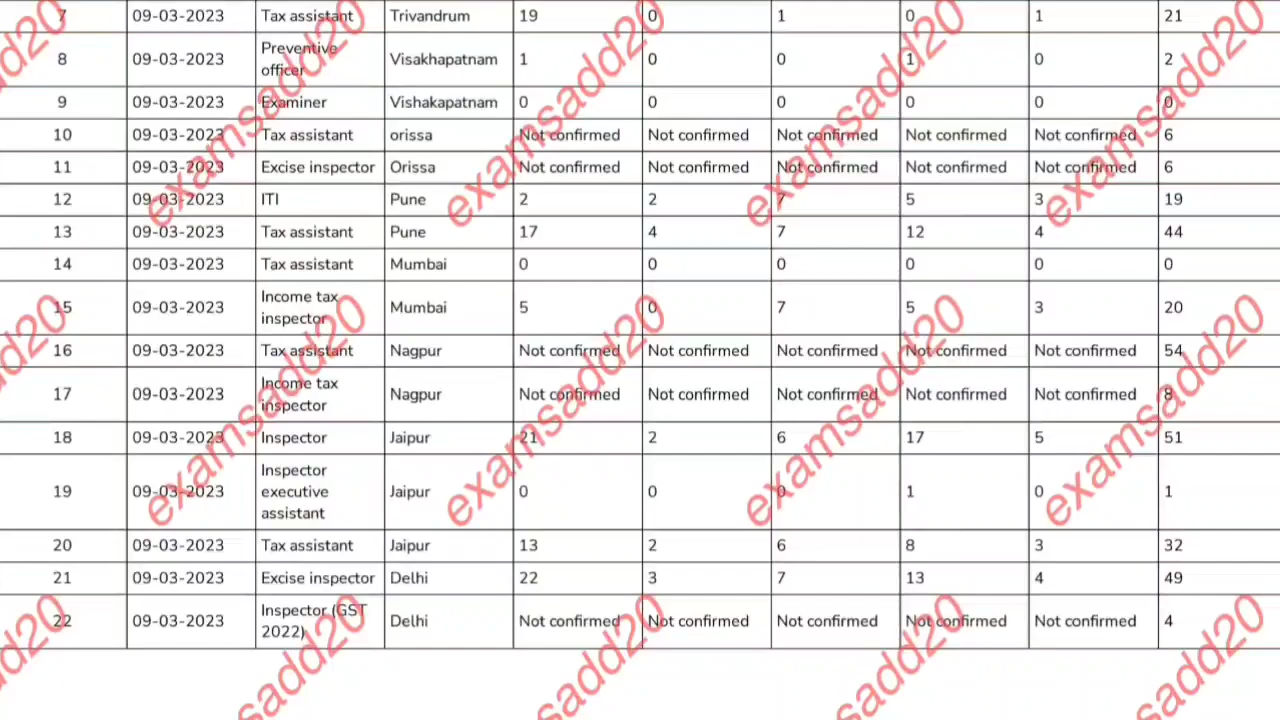 7 09-03-2023 Tax assistant Trivandrum 19 0 1 0 1 21
8 09-03-2023 Preventive officer Visakhapatnam 1 0 0 1 0 2
9 09-03-2023 Examiner Vishakapatnam 0 0 0 0 0 0
10 09-03-2023 Tax assistant orissa Not confirmed Not confirmed Not confirmed Not confirmed Not confirmed 6
11 09-03-2023 Excise inspector Orissa Not confirmed Not confirmed Not confirmed Not confirmed Not confirmed 6
12 09-03-2023 ITI Pune 2 2 7 5 3 19
13 09-03-2023 Tax assistant Pune 17 4 7 12 4 44
14 09-03-2023 Tax assistant Mumbai 0 0 0 0 0 0
15 09-03-2023 Income tax inspector Mumbai 5 0 7 5 3 20
16 09-03-2023 Tax assistant Nagpur Not confirmed Not confirmed Not confirmed Not confirmed Not confirmed 54
17 09-03-2023 Income tax inspector Nagpur Not confirmed Not confirmed Not confirmed Not confirmed Not confirmed 8
18 09-03-2023 Inspector Jaipur 21 2 6 17 5 51
19 09-03-2023 Inspector executive assistant Jaipur 0 0 0 1 0 1
20 09-03-2023 Tax assistant Jaipur 13 2 6 8 3 32
21 09-03-2023 Excise inspector Delhi 22 3 7 13 4 49
22 09-03-2023 Inspector (GST 2022) Delhi Not confirmed Not confirmed Not confirmed Not confirmed Not confirmed 4
examsadd20
examsadd20
examsadd20
examsadd20
examsadd20
examsadd20
examsadd20
examsadd20